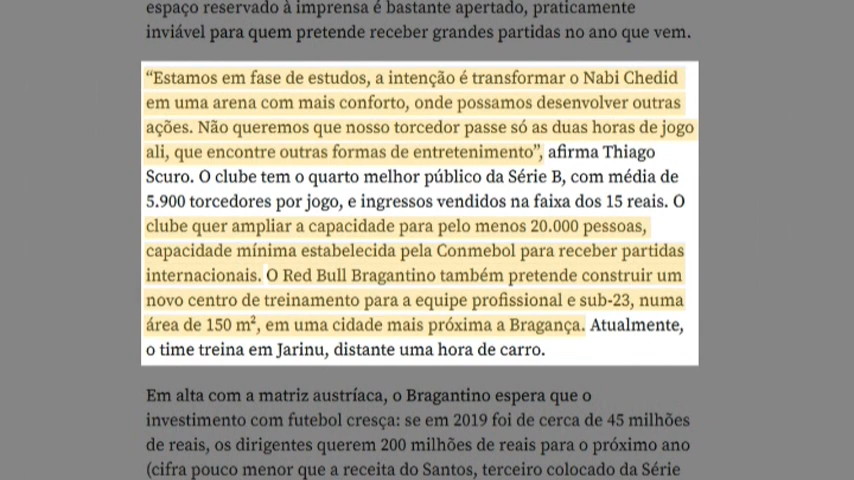 espaço reservado à imprensa é bastante apertado, praticamente
inviável para quem pretende receber grandes partidas no ano que vem.
“Estamos em fase de estudos, a intenção é transformar o Nabi Chedid
em uma arena com mais conforto, onde possamos desenvolver outras
ações. Não queremos que nosso torcedor passe só as duas horas de jogo
ali, que encontre outras formas de entretenimento”, afirma Thiago
Scuro. O clube tem o quarto melhor público da Série B, com média de
5.900 torcedores por jogo, e ingressos vendidos na faixa dos 15 reais. O
clube quer ampliar a capacidade para pelo menos 20.000 pessoas,
capacidade mínima estabelecida pela Conmebol para receber partidas
internacionais. O Red Bull Bragantino também pretende construir um
novo centro de treinamento para a equipe profissional e sub-23, numa
área de 150 m², em uma cidade mais próxima a Bragança. Atualmente,
o time treina em Jarinu, distante uma hora de carro.
Em alta com a matriz austríaca, o Bragantino espera que o
investimento com futebol cresça: se em 2019 foi de cerca de 45 milhões
de reais, os dirigentes querem 200 milhões de reais para o próximo ano
(cifra pouco menor que a receita do Santos, terceiro colocado da Série